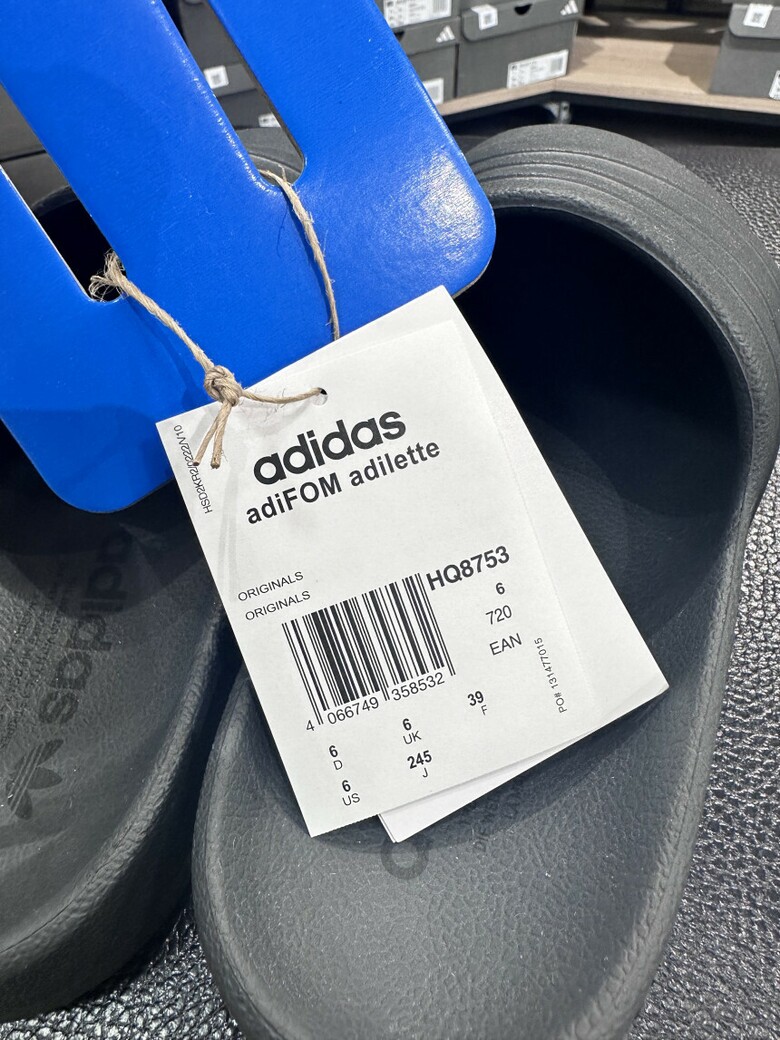 adidas
adiFOM adilette
ORIGINALS
ORIGINALS
HQ8753
6
720
EAN
4 066749 358532
6
D
6
UK
39
F
6
US
245
J
PO# 131477015
adidas